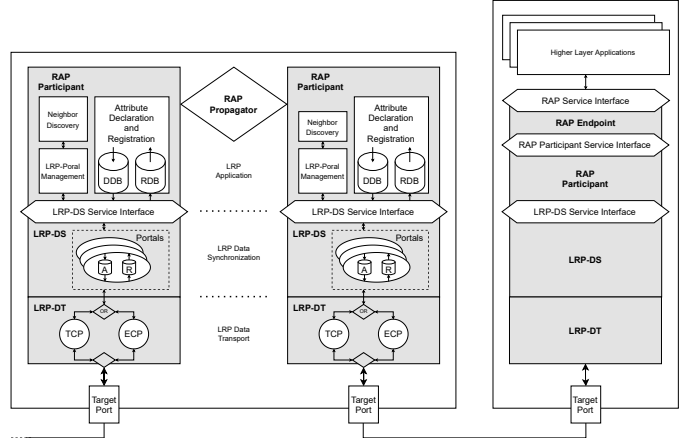 RAP
Participant
Neighbor
Discovery
LRP-Poral
Management
Attribute
Declaration
and
Registration
DDB
RDB
LRP-DS Service Interface
LRP-DS
Portals
A
R
LRP-DT
OR
TCP
ECP
Target
Port
RAP
Propagator
LRP
Application
LRP Data
Synchronization
LRP Data
Transport
RAP
Participant
Neighbor
Discovery
LRP-Poral
Management
Attribute
Declaration
and
Registration
DDB
RDB
LRP-DS Service Interface
LRP-DS
Portals
A
R
LRP-DT
OR
TCP
ECP
Target
Port
Higher Layer Applications
RAP Service Interface
RAP Endpoint
RAP Participant Service Interface
RAP
Participant
LRP-DS Service Interface
LRP-DS
LRP-DT
Target
Port